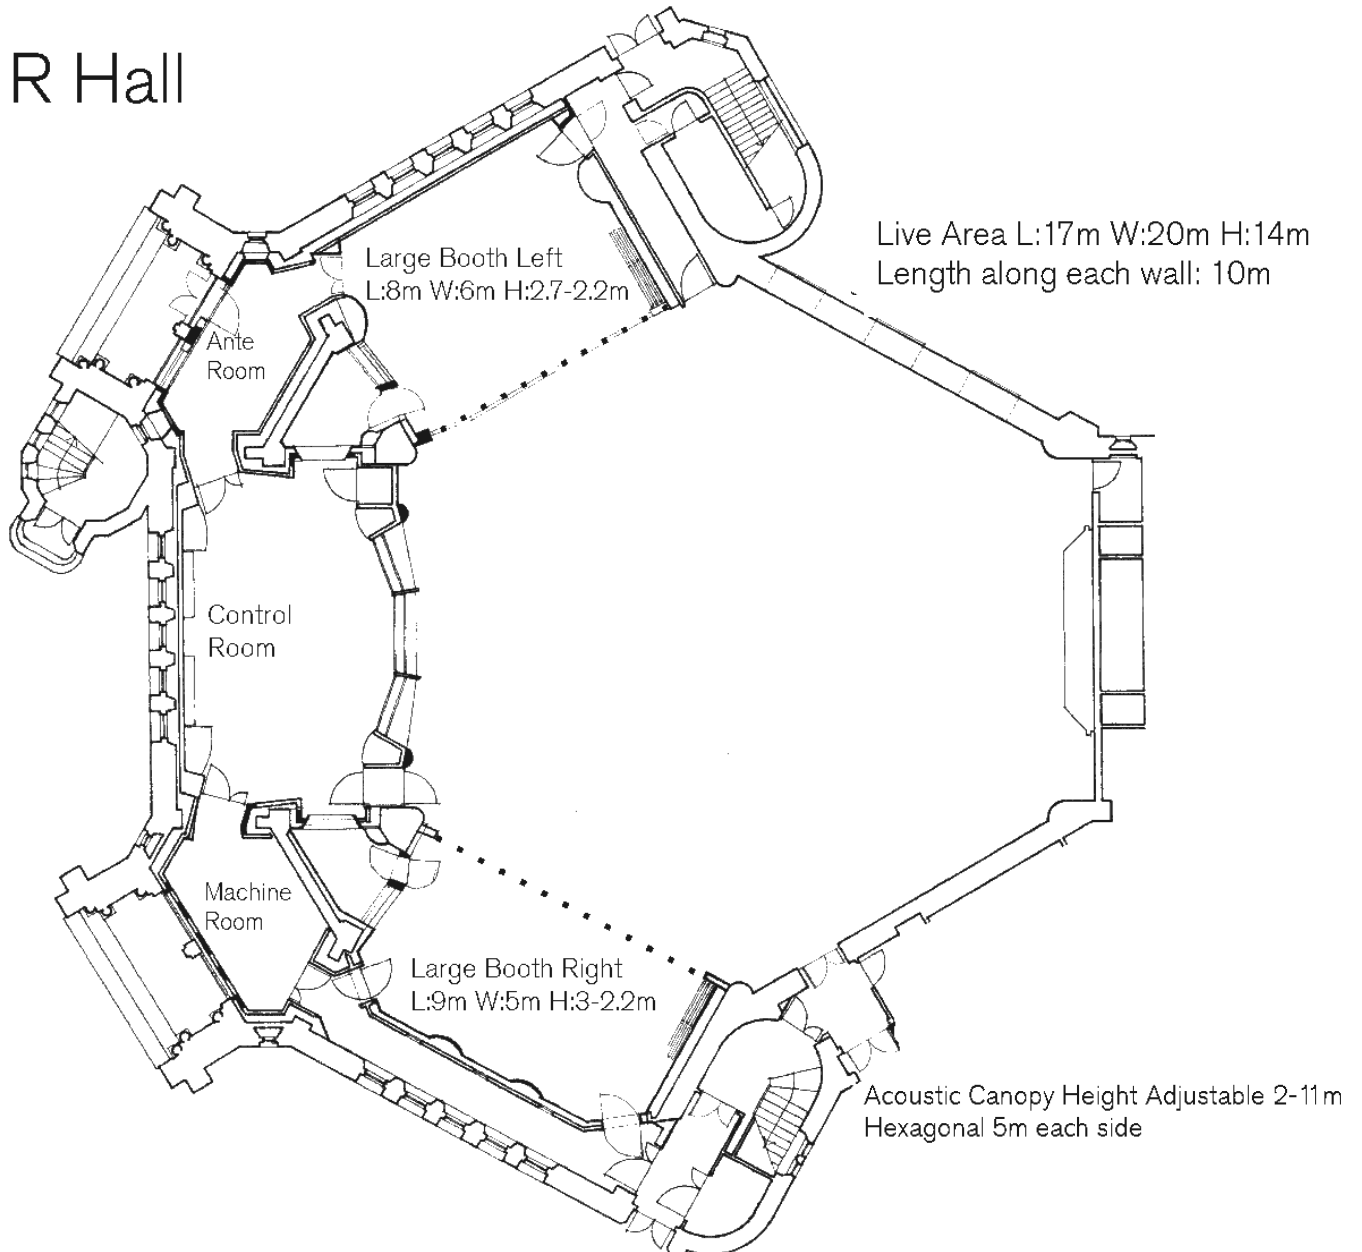 R Hall
Live Area L:17m W:20m H:14m
Length along each wall: 10m
Large Booth Left
L:8m W:6m H:2.7-2.2m
Ante
Room
Control
Room
Machine
Room
Large Booth Right
L:9m W:5m H:3-2.2m
Acoustic Canopy Height Adjustable 2-11m
Hexagonal 5m each side